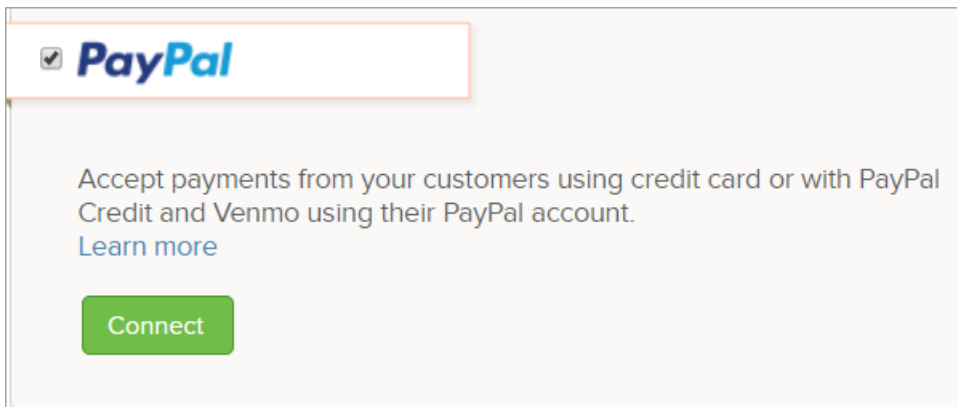 PayPal
Accept payments from your customers using credit card or with PayPal
Credit and Venmo using their PayPal account.
Learn more
Connect